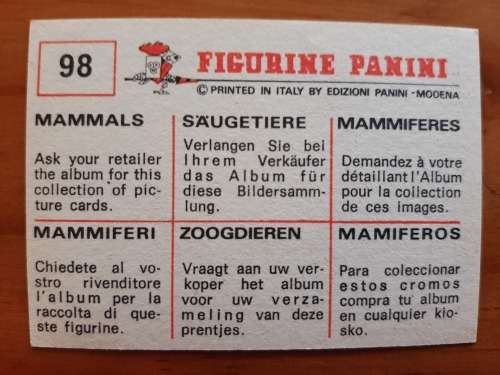 98
FIGURINE PANINI
© PRINTED IN ITALY BY EDIZIONI PANINI - MODENA
MAMMALS
Ask your retailer
the album for this
collection of pic-
ture cards.
SÄUGETIERE
Verlangen Sie bei
Ihrem Verkäufer
das Album für
diese Bildersamm-
lung.
MAMMIFERES
Demandez à votre
détaillant l'Album
pour la collection
de ces images.
MAMMIFERI
Chiedete al vo-
stro rivenditore
l'album per la
raccolta di que-
ste figurine.
ZOOGDIEREN
Vraagt aan uw ver-
koper het album
voor uw verza-
meling van deze
prentjes.
MAMIFEROS
Para coleccionar
estos cromos
compra tu album
en cualquier kio-
sko.